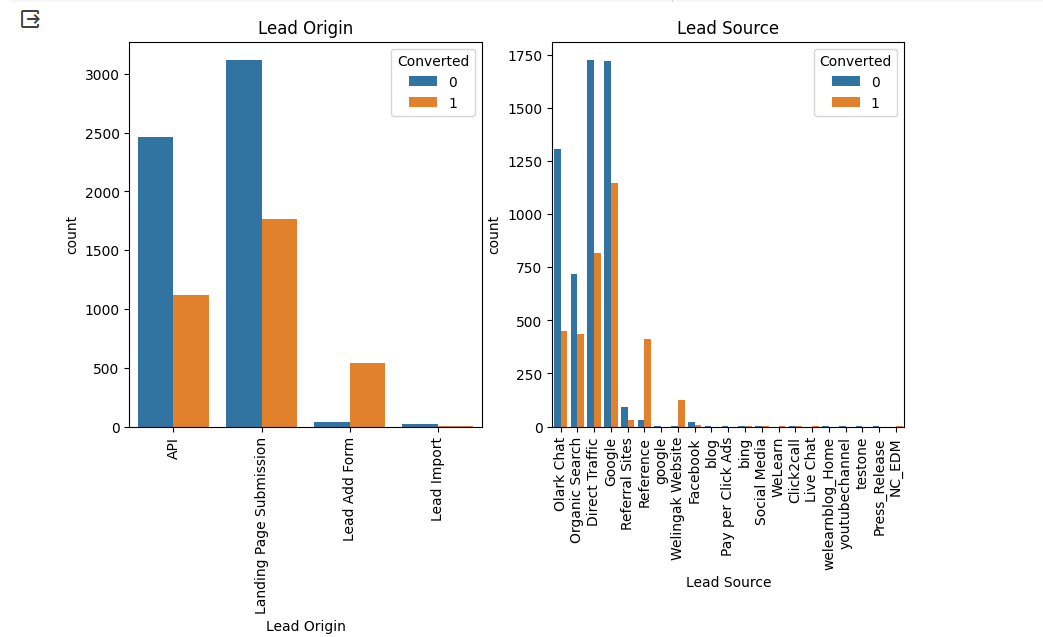 Lead Origin
Converted
0
1
3000
2500
2000
1500
1000
500
0
count
API
Landing Page Submission
Lead Add Form
Lead Import
Lead Origin
Lead Source
Converted
0
1
1750
1500
1250
1000
750
500
250
0
count
Olark Chat
Organic Search
Direct Traffic
Google
Referral Sites
Reference
google
Welingak Website
Facebook
blog
Pay per Click Ads
bing
Social Media
WeLearn
Click2call
Live Chat
welearnblog_Home
youtubechannel
testone
Press_Release
NC_EDM
Lead Source